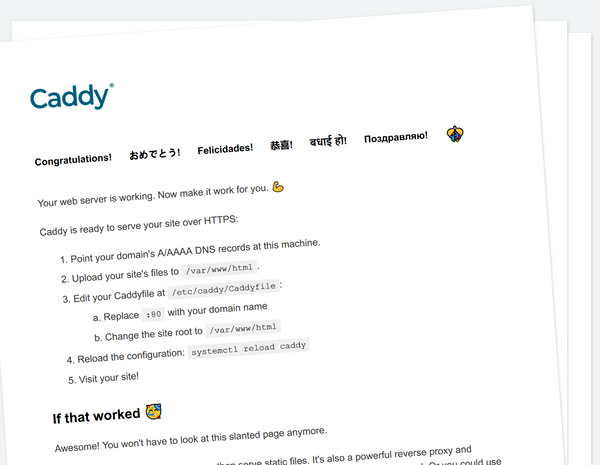 Caddy®
Congratulations! おめでとう! Felicidades! 恭喜! बधाई हो! Поздравляю!
Your web server is working. Now make it work for you. 💪
Caddy is ready to serve your site over HTTPS:
1. Point your domain's A/AAAA DNS records at this machine.
2. Upload your site's files to /var/www/html.
3. Edit your Caddyfile at /etc/caddy/Caddyfile:
a. Replace :80 with your domain name
b. Change the site root to /var/www/html
4. Reload the configuration: systemctl reload caddy
5. Visit your site!
If that worked 🥳
Awesome! You won't have to look at this slanted page anymore.
then serve static files. It's also a powerful reverse proxy and
Or you could use